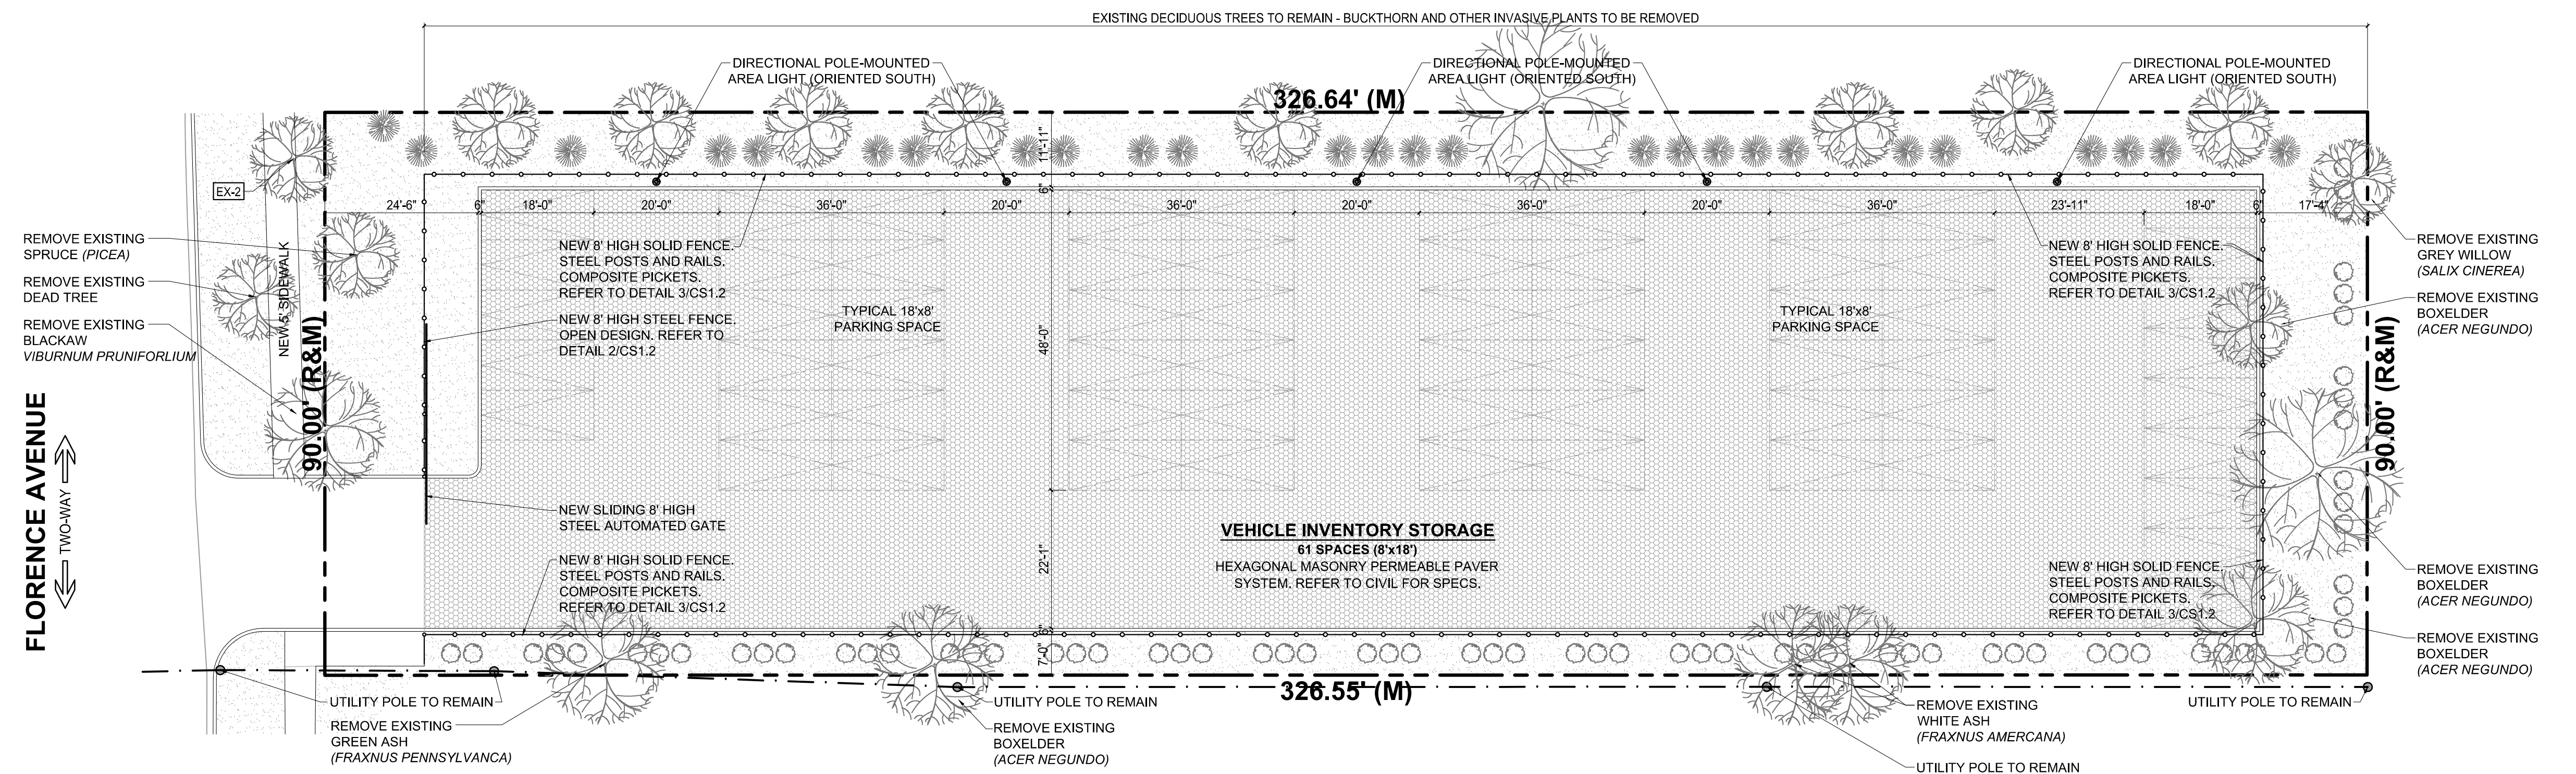 EXISTING DECIDUOUS TREES TO REMAIN - BUCKTHORN AND OTHER INVASIVE PLANTS TO BE REMOVED
DIRECTIONAL POLE-MOUNTED
AREA LIGHT (ORIENTED SOUTH)
DIRECTIONAL POLE-MOUNTED
AREA LIGHT (ORIENTED SOUTH)
DIRECTIONAL POLE-MOUNTED
AREA LIGHT (ORIENTED SOUTH)
326.64' (M)
11'-11"
6"
EX-2
24'-6"
6"
18'-0"
20'-0"
36'-0"
20'-0"
36'-0"
20'-0"
36'-0"
20'-0"
36'-0"
23'-11"
18'-0"
6"
17'-4"
REMOVE EXISTING
SPRUCE (PICEA)
REMOVE EXISTING
DEAD TREE
REMOVE EXISTING
BLACKAW
VIBURNUM PRUNIFORLIUM
NEW 5' SIDEWALK
90.00' (R&M)
FLORENCE AVENUE
TWO-WAY
NEW 8' HIGH SOLID FENCE.
STEEL POSTS AND RAILS.
COMPOSITE PICKETS.
REFER TO DETAIL 3/CS1.2
NEW 8' HIGH STEEL FENCE.
OPEN DESIGN. REFER TO
DETAIL 2/CS1.2
TYPICAL 18'x8'
PARKING SPACE
48'-0"
TYPICAL 18'x8'
PARKING SPACE
NEW 8' HIGH SOLID FENCE.
STEEL POSTS AND RAILS.
COMPOSITE PICKETS.
REFER TO DETAIL 3/CS1.2
REMOVE EXISTING
GREY WILLOW
(SALIX CINEREA)
REMOVE EXISTING
BOXELDER
(ACER NEGUNDO)
90.00' (R&M)
NEW SLIDING 8' HIGH
STEEL AUTOMATED GATE
VEHICLE INVENTORY STORAGE
61 SPACES (8'x18')
HEXAGONAL MASONRY PERMEABLE PAVER
SYSTEM. REFER TO CIVIL FOR SPECS.
22'-1"
NEW 8' HIGH SOLID FENCE.
STEEL POSTS AND RAILS.
COMPOSITE PICKETS.
REFER TO DETAIL 3/CS1.2
NEW 8' HIGH SOLID FENCE.
STEEL POSTS AND RAILS.
COMPOSITE PICKETS.
REFER TO DETAIL 3/CS1.2
REMOVE EXISTING
BOXELDER
(ACER NEGUNDO)
REMOVE EXISTING
BOXELDER
(ACER NEGUNDO)
6"
7'-0"
326.55' (M)
UTILITY POLE TO REMAIN
REMOVE EXISTING
GREEN ASH
(FRAXNUS PENNSYLVANCA)
UTILITY POLE TO REMAIN
REMOVE EXISTING
BOXELDER
(ACER NEGUNDO)
REMOVE EXISTING
WHITE ASH
(FRAXNUS AMERCANA)
UTILITY POLE TO REMAIN
UTILITY POLE TO REMAIN